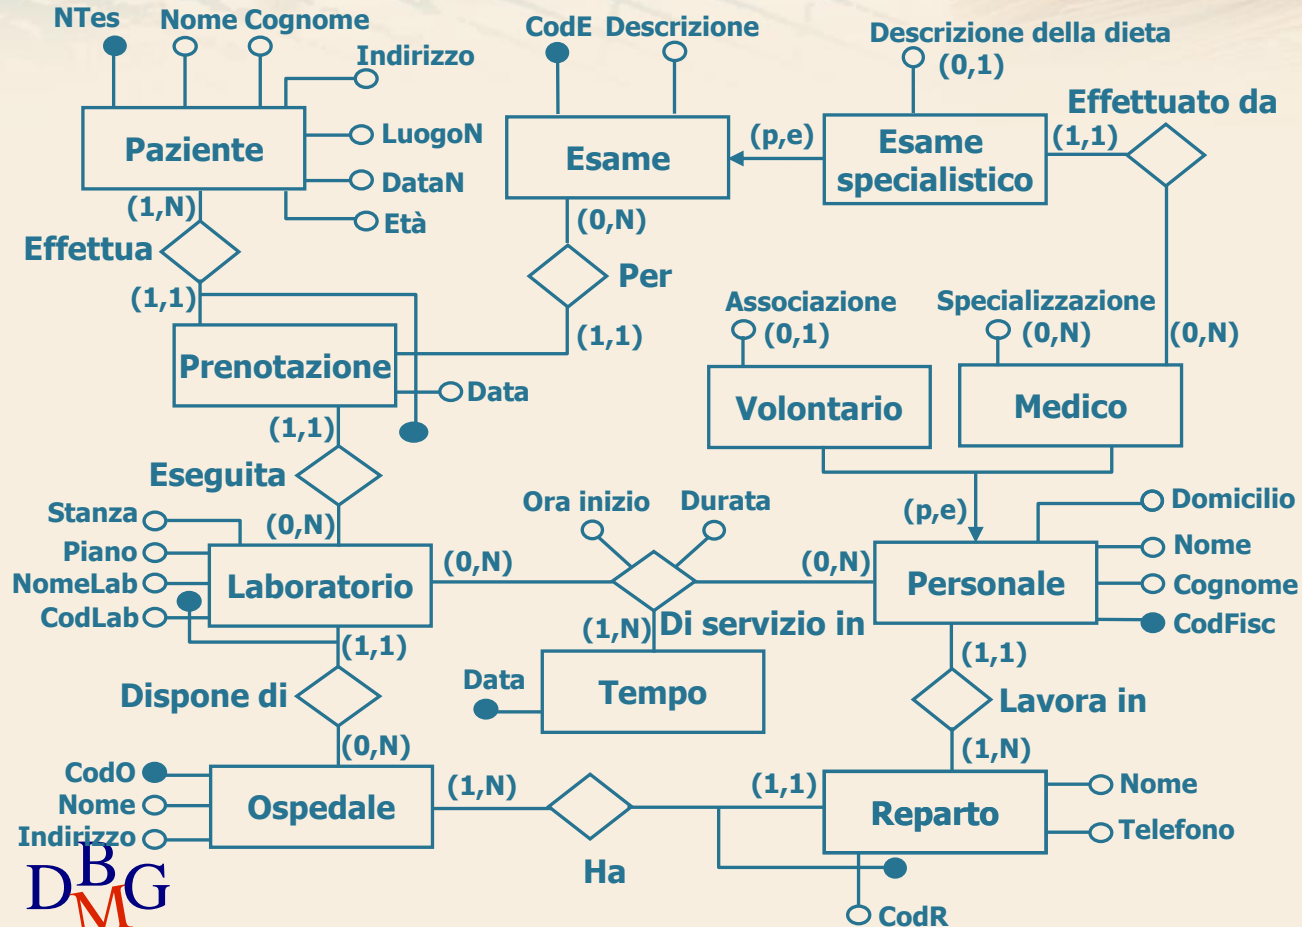 NTes
Nome Cognome
Indirizzo
Paziente
LuogoN
DataN
Età
(1,N)
Effettua
(1,1)
CodE Descrizione
Esame
(0,N)
Per
(1,1)
Descrizione della dieta
(0,1)
Esame
specialistico
(p,e)
(1,1)
Effettuato da
(0,N)
Prenotazione
Data
(1,1)
Eseguita
(0,N)
Associazione
(0,1)
Volontario
Specializzazione
(0,N)
Medico
(p,e)
Stanza
Piano
NomeLab
CodLab
Laboratorio
(0,N)
Ora inizio
Durata
Di servizio in
(0,N)
(1,N)
Data
Tempo
Personale
Domicilio
Nome
Cognome
CodFisc
(1,1)
Dispone di
(0,N)
(1,1)
Lavora in
(1,N)
CodO
Nome
Indirizzo
Ospedale
(1,N)
Ha
(1,1)
Reparto
Nome
Telefono
CodR
DBMG